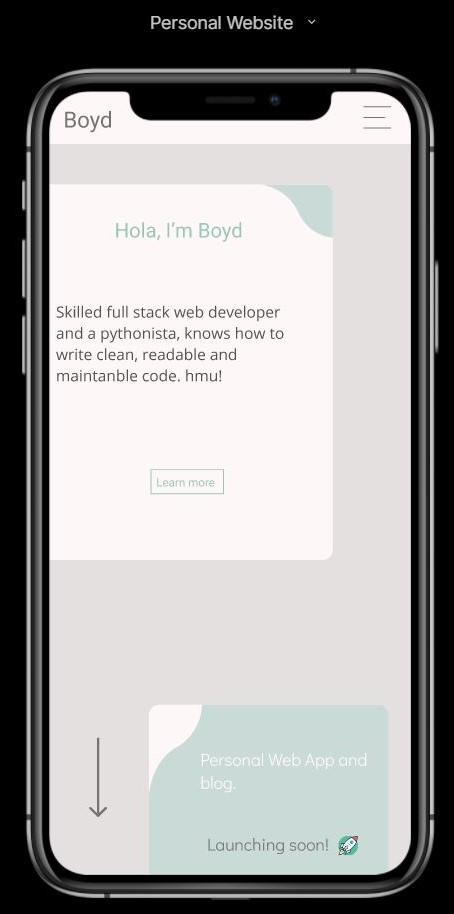 Personal Website
Boyd
Hola, I'm Boyd
Skilled full stack web developer
and a pythonista, knows how to
write clean, readable and
maintanble code. hmu!
Learn more
Personal Web App and
blog.
Launching soon!